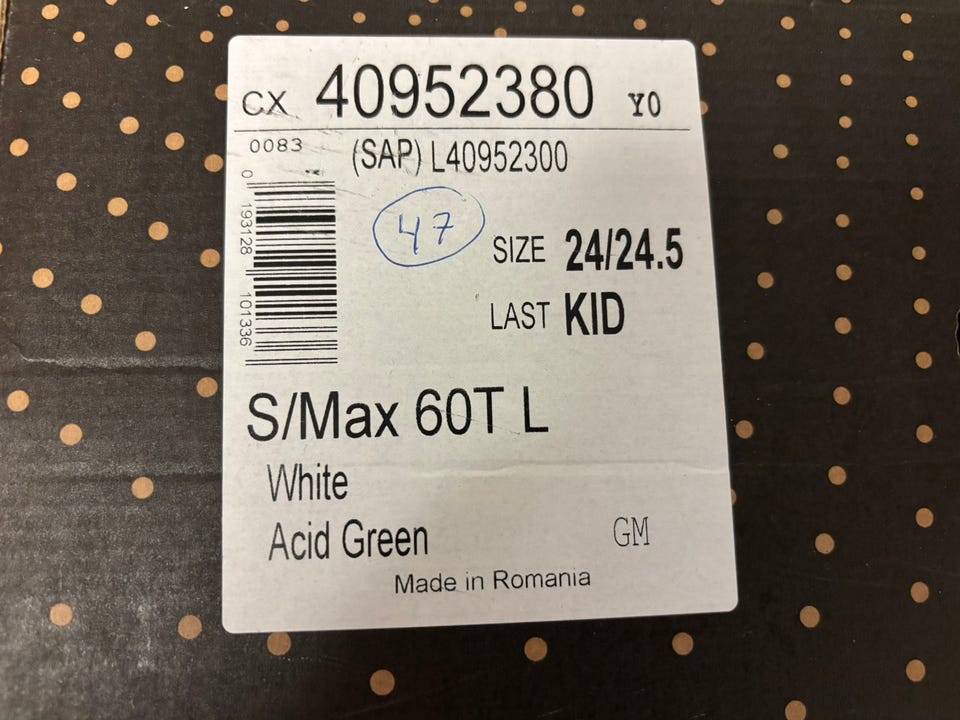 CX 40952380 Y0
0083 (SAP) L40952300
0 193128 101336
47
SIZE 24/24.5
LAST KID
S/Max 60T L
White
Acid Green GM
Made in Romania